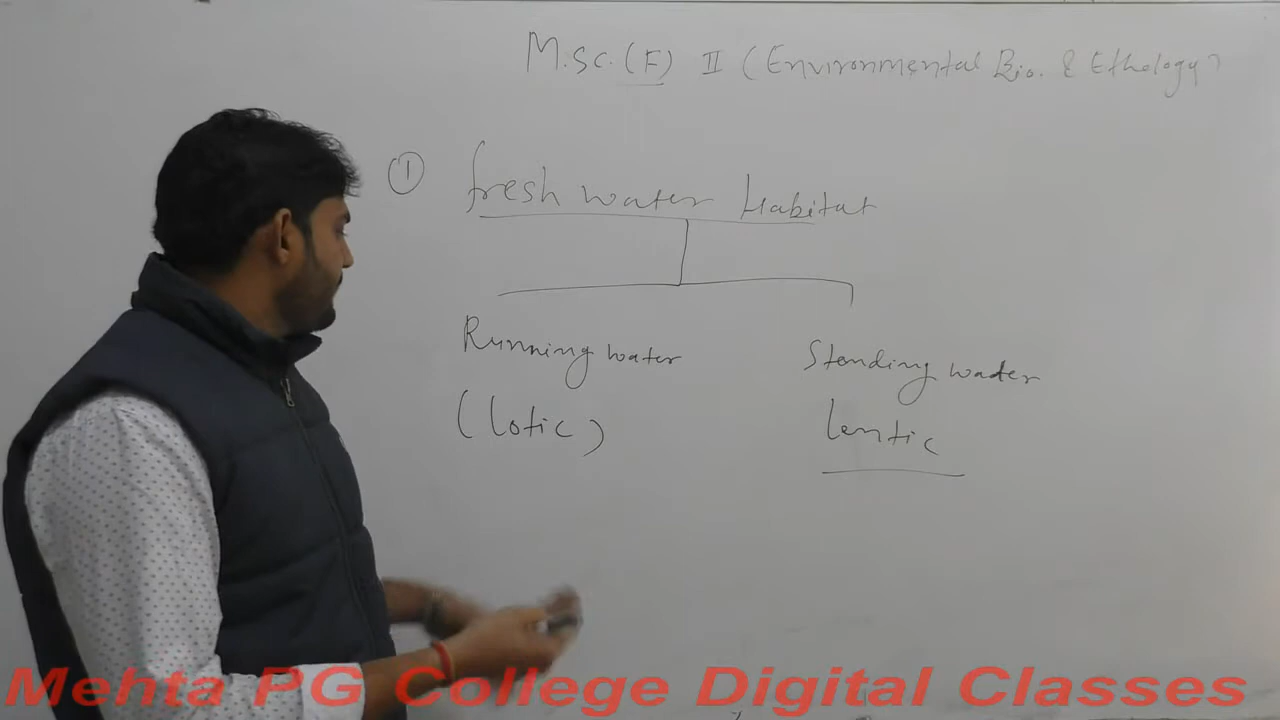 M.Sc. (F) II (Environmental Bio. & Ethology)
① fresh water Habitat
Running water Standing water
(lotic) lentic
Mehta PG College Digital Classes